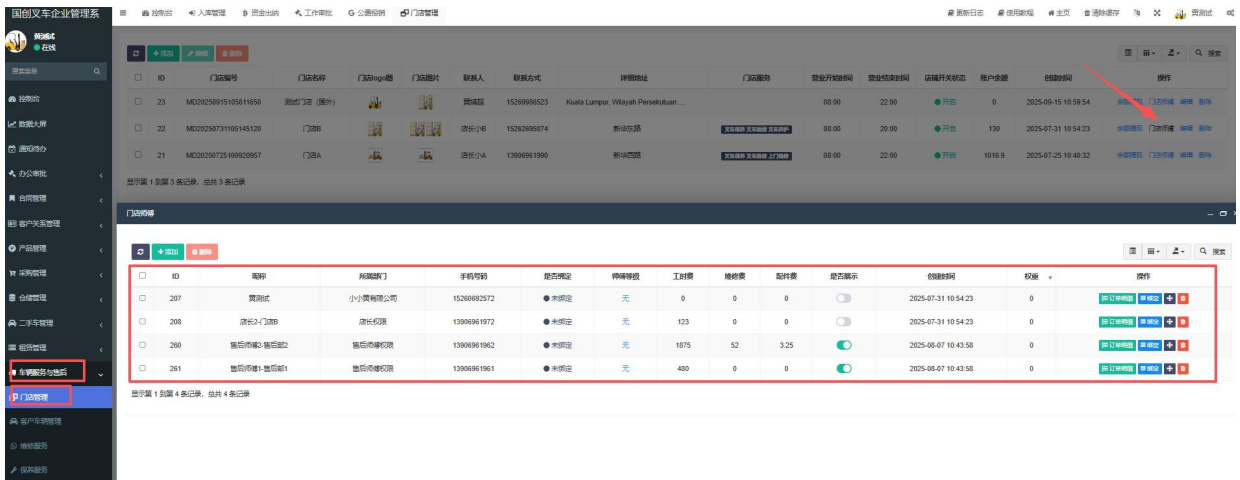 国创叉车企业管理系
控制台 入库管理 资金出纳 工作审批 公最报销 门店管理
更新日志 使用教程 主页 清除缓存 黄测试
黄测试
在线
搜索菜单
添加 编辑 删除
搜索
ID 门店编号 门店名称 门店logo图 门店图片 联系人 联系方式 详细地址 门店服务 营业开始时间 营业结束时间 店铺开关状态 账户余额 创建时间 操作
23 MD20250915105811650 测试门店 (国外) 15269986523 Kuala Lumpur, Wilayah Persekutuan ... 08:00 22:00 开启 0 2025-09-15 10:59:54 门店师傅 编辑 删除
22 MD20250731105145120 门店B 店长小B 15262695874 新华东路 08:00 20:00 开启 130 2025-07-31 10:54:23 余额提现 门店师傅 编辑 删除
21 MD20250725100920957 门店A 店长小A 13906961990 新华西路 00:00 22:00 开启 1016.9 2025-07-25 10:40:32 余额提现 门店师傅 编辑 删除
显示第 1 到第 3 条记录, 总共 3 条记录
控制台
数据大屏
通知待办
办公审批
合同管理
客户关系管理
产品管理
采购管理
仓储管理
二手车管理
租赁管理
车辆服务与售后
门店管理
客户车辆管理
维修服务
保养服务
门店师傅
添加 删除
搜索
ID 昵称 所属部门 手机号码 是否绑定 师傅等级 工时费 维修费 配件费 是否展示 创建时间 权重 操作
207 黄测试 小小黄有限公司 15260692572 未绑定 无 0 0 0 2025-07-31 10:54:23 0 订单明细 绑定
208 店长2-门店B 店长权限 13906961972 未绑定 无 123 0 0 2025-07-31 10:54:23 0 订单明细 绑定
260 售后师傅2-售后部2 售后师傅权限 13906961962 未绑定 无 1875 52 3.25 2025-08-07 10:43:58 0 订单明细 绑定
261 售后师傅1-售后部1 售后师傅权限 13906961961 未绑定 无 480 0 0 2025-08-07 10:43:58 0 订单明细 绑定
显示第 1 到第 4 条记录, 总共 4 条记录